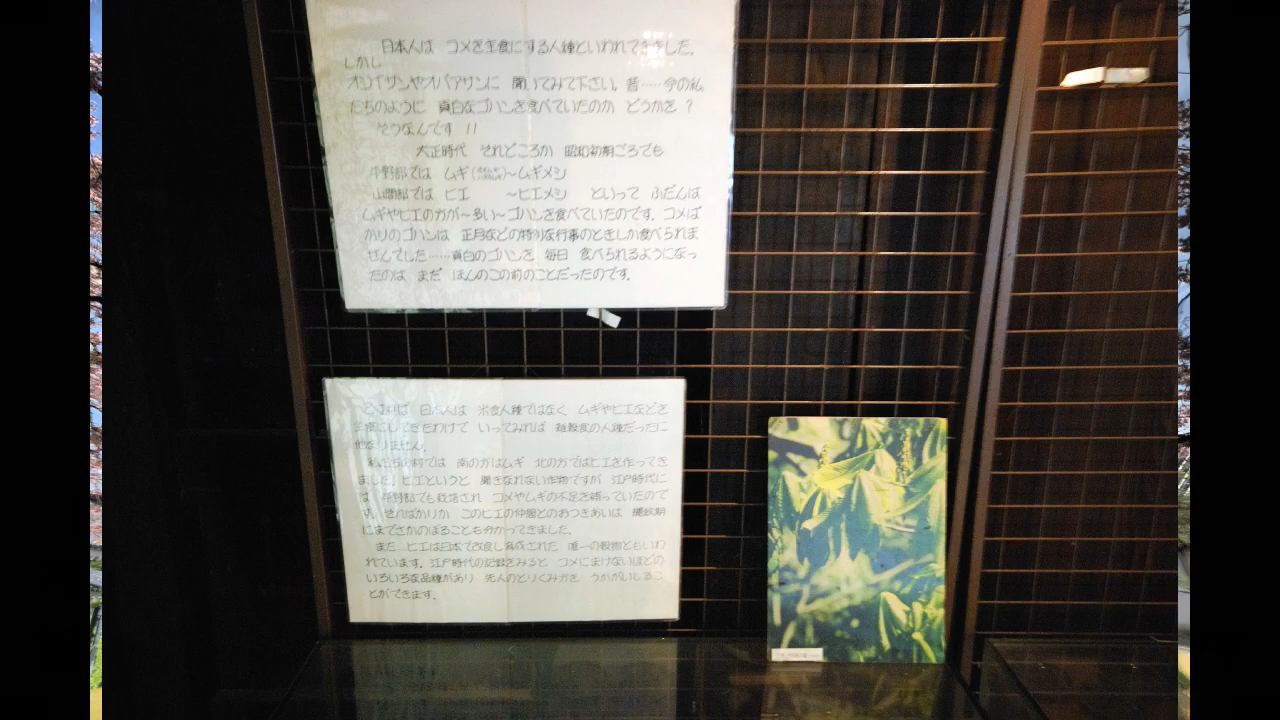 日本人は コメを主食にする人種といわれてきました。
しかし
オジイサンやオバアサンに 聞いてみて下さい。昔……今の私
たちのように 真白なゴハンを食べていたのか どうかを ?
そうなんです !!
大正時代 それどころか 昭和初期ごろでも
平野部では ムギ ~ムギメシ
山間部では ヒエ ~ヒエメシ といって ふだんは
ムギやヒエの方が~多い~ゴハンを食べていたのです。コメば
かりのゴハンは 正月などの特別な行事のときしか食べられま
せんでした……真白のゴハンを 毎日 食べられるようになっ
たのは まだ ほんのこの前のことだったのです。
日本人は 米食人種ではなく ムギやヒエなどを
主食にしてきたわけで いってみれば 雑穀食の人種だったに
他なりません。
私たちの村では 南の方はムギ 北の方ではヒエを作ってき
ました。ヒエというと 聞きなれない作物ですが 江戸時代に
は 平野部でも栽培され コメやムギの不足を補っていたので
す。そればかりか このヒエの仲間とのおつきあいは 縄紋期
にまでさかのぼることも分かってきました。
また ヒエは日本で改良し育成された 唯一の穀物ともいわ
れています。江戸時代の記録をみると コメにまけないほどの
いろいろな品種があり 先人のとりくみ方を うかがいしるこ
とができます。